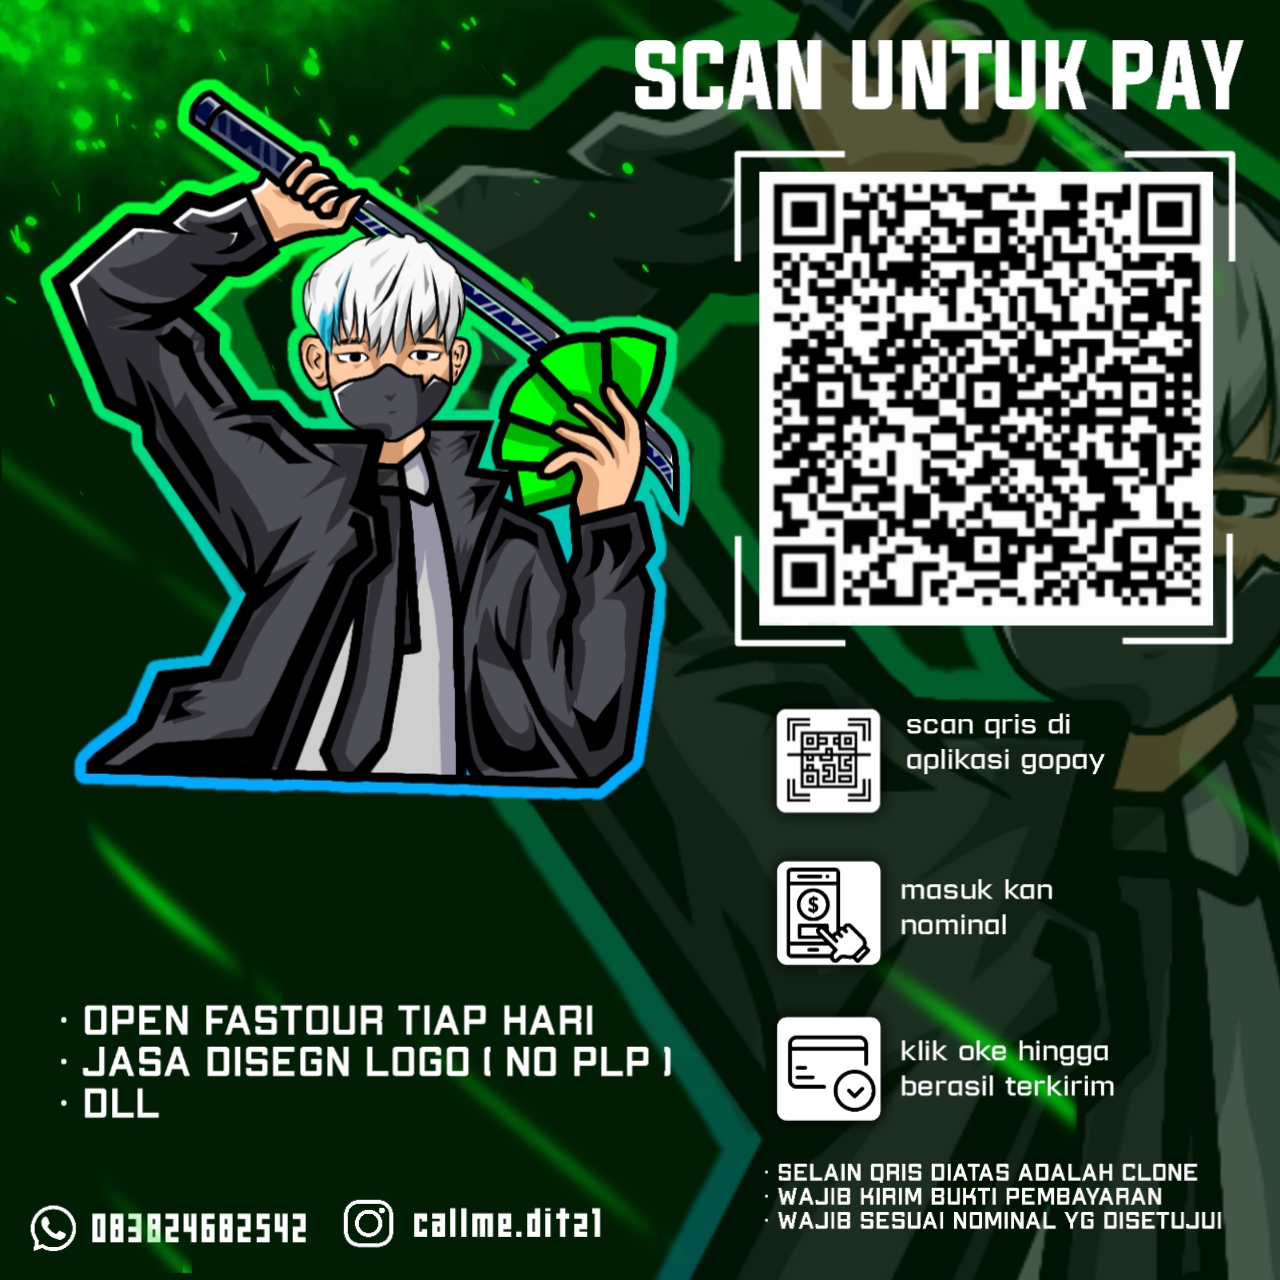 SCAN UNTUK PAY
scan qris di
aplikasi gopay
masuk kan
nominal
klik oke hingga
berasil terkirim
· OPEN FASTOUR TIAP HARI
· JASA DISEGN LOGO ( NO PLP )
· DLL
· SELAIN QRIS DIATAS ADALAH CLONE
· WAJIB KIRIM BUKTI PEMBAYARAN
· WAJIB SESUAI NOMINAL YG DISETUJUI
083824682542
callme.ditz1